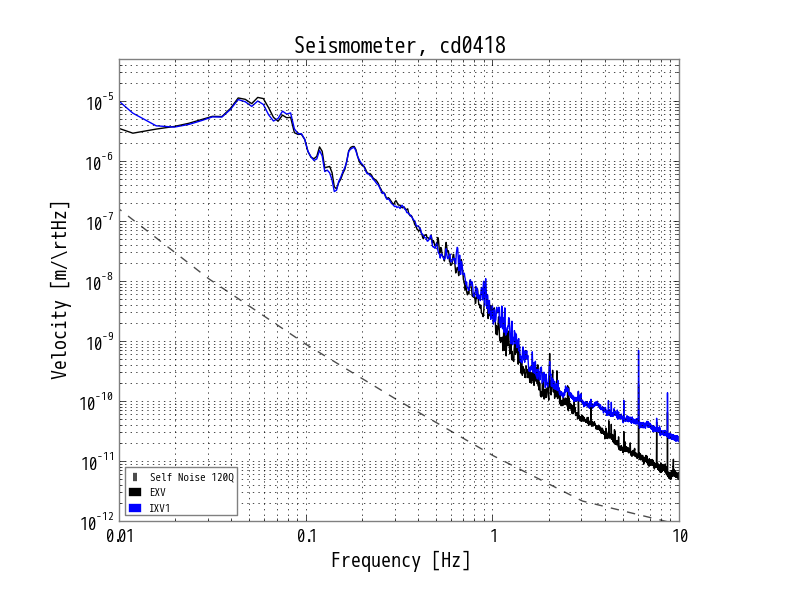 Seismometer, cd0418
Velocity [m/\rtHz]
10-5
10-6
10-7
10-8
10-9
10-10
10-11
10-12
Self Noise 120Q
EXV
IXV1
0.01 0.1 1 10
Frequency [Hz]